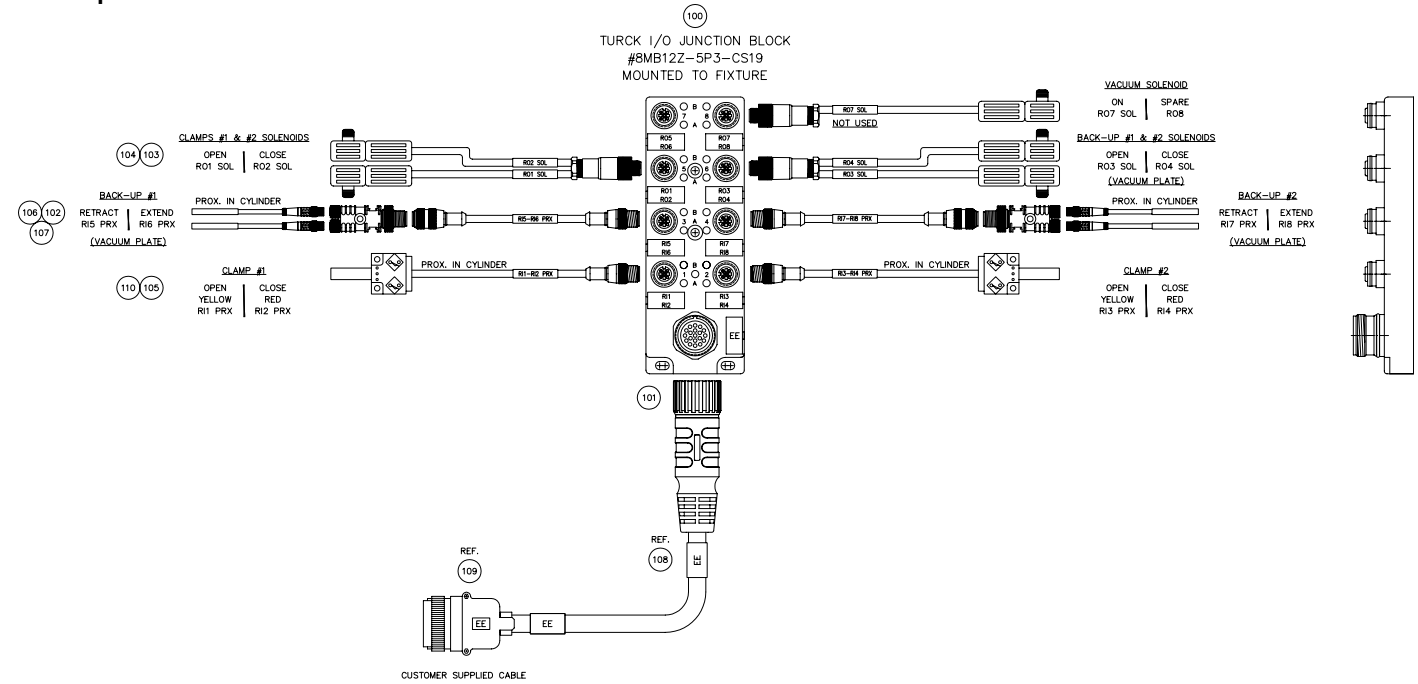 100
TURCK I/O JUNCTION BLOCK
#8MB12Z-5P3-CS19
MOUNTED TO FIXTURE
VACUUM SOLENOID
ON SPARE
RO7 SOL RO8
RO7 SOL
NOT USED
B
7 8
A
RO5 RO7
RO6 RO8
104 103
CLAMPS #1 & #2 SOLENOIDS
OPEN CLOSE
RO1 SOL RO2 SOL
RO2 SOL
RO1 SOL
B
5 6
A
RO1 RO3
RO2 RO4
RO4 SOL
RO3 SOL
BACK-UP #1 & #2 SOLENOIDS
OPEN CLOSE
RO3 SOL RO4 SOL
(VACUUM PLATE)
106 102
107
BACK-UP #1
RETRACT EXTEND
RI5 PRX RI6 PRX
(VACUUM PLATE)
PROX. IN CYLINDER
RI5-RI6 PRX
B
3 A 4
RI5 RI7
RI6 RI8
RI7-RI8 PRX
PROX. IN CYLINDER
BACK-UP #2
RETRACT EXTEND
RI7 PRX RI8 PRX
(VACUUM PLATE)
110 105
CLAMP #1
OPEN CLOSE
YELLOW RED
RI1 PRX RI2 PRX
PROX. IN CYLINDER
RI1-RI2 PRX
B
1 2
A
RI1 RI3
RI2 RI4
PROX. IN CYLINDER
RI3-RI4 PRX
CLAMP #2
OPEN CLOSE
YELLOW RED
RI3 PRX RI4 PRX
EE
101
REF.
108
EE
REF.
109
EE
EE
CUSTOMER SUPPLIED CABLE